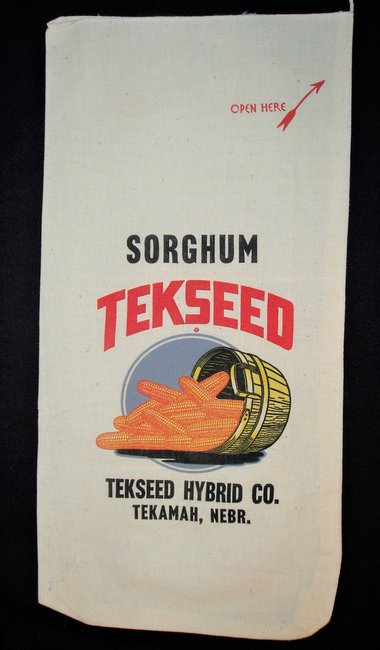 OPEN HERE
SORGHUM
TEKSEED
®
TEKSEED HYBRID CO.
TEKAMAH, NEBR.